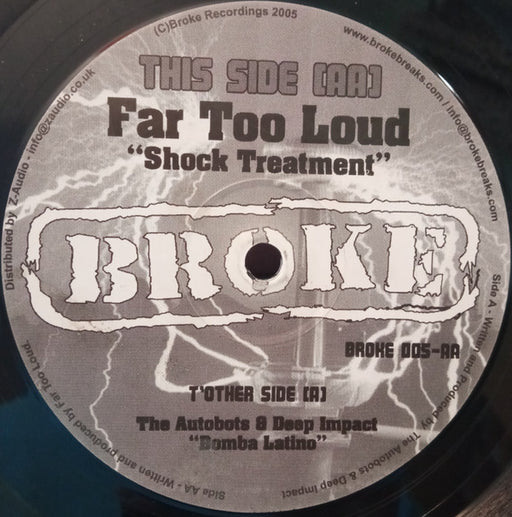 (C)Broke Recordings 2005
www.brokebreaks.com / info@brokebreaks.com
THIS SIDE [AA]
Far Too Loud
“Shock Treatment”
BROKE
BROKE 005-AA
T'OTHER SIDE [A]
The Autobots & Deep Impact
“Bomba Latino”
Distributed by Z-Audio - info@zaudio.co.uk
Side A - Written and Produced by The Autobots & Deep Impact
Side AA - Written and produced by Far Too Loud.